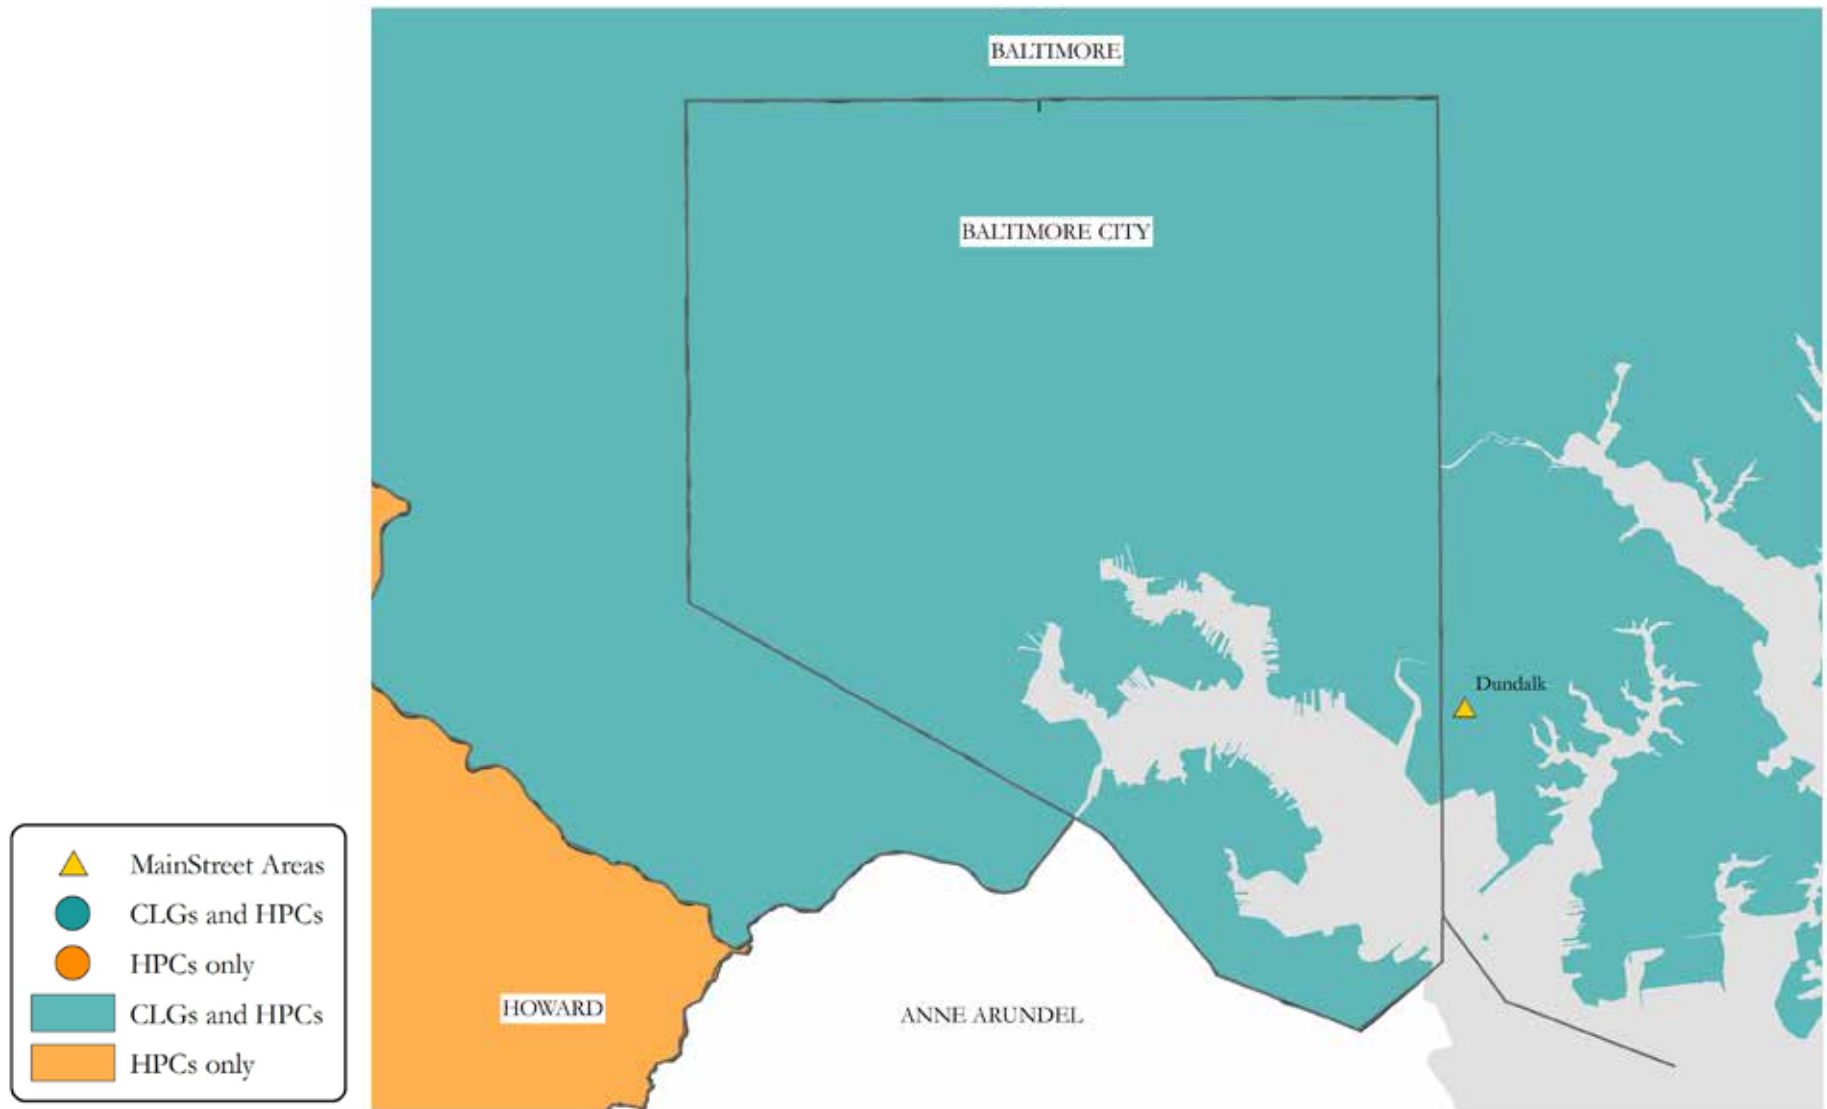 BALTIMORE
BALTIMORE CITY
Dundalk
HOWARD
ANNE ARUNDEL
MainStreet Areas
CLGs and HPCs
HPCs only
CLGs and HPCs
HPCs only